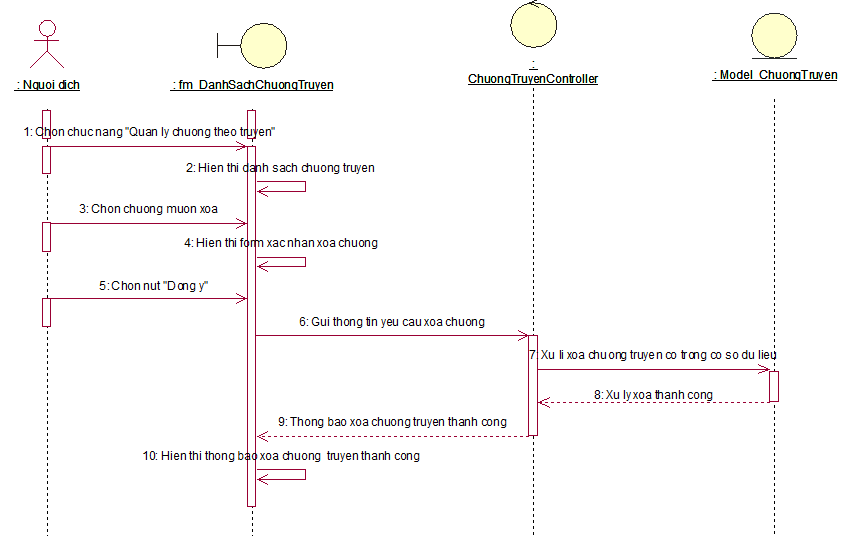 : Nguoi dich
: fm_DanhSachChuongTruyen
:
ChuongTruyenController
: Model_ChuongTruyen
1: Chon chuc nang "Quan ly chuong theo truyen"
2: Hien thi danh sach chuong truyen
3: Chon chuong muon xoa
4: Hien thi form xac nhan xoa chuong
5: Chon nut "Dong y"
6: Gui thong tin yeu cau xoa chuong
7: Xu li xoa chuong truyen co trong co so du lieu
8: Xu ly xoa thanh cong
9: Thong bao xoa chuong truyen thanh cong
10: Hien thi thong bao xoa chuong truyen thanh cong